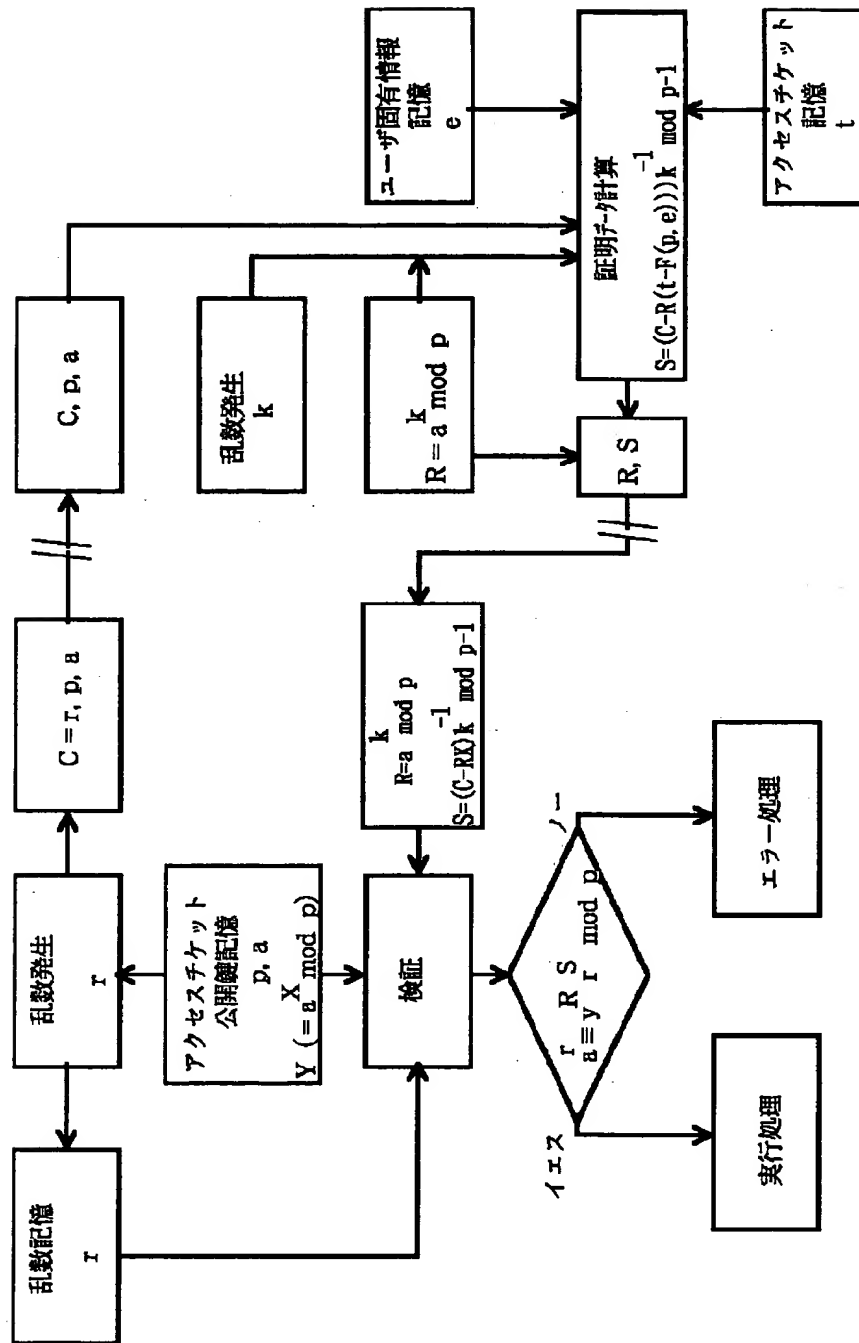 乱数記憶
r
乱数発生
r
C=r, p, a
C, p, a
アクセスチケット
公開鍵記憶
p, a
Y (=a^X mod p)
乱数発生
k
ユーザ固有情報
記憶
e
k
R=a mod p
k
R=a mod p
-1
S=(C-RX)k mod p-1
検証
R, S
証明データ計算
-1
S=(C-R(t-F(p,e)))k mod p-1
アクセスチケット
記憶
t
r R S
a≡y r mod p
イエス
ノー
実行処理
エラー処理